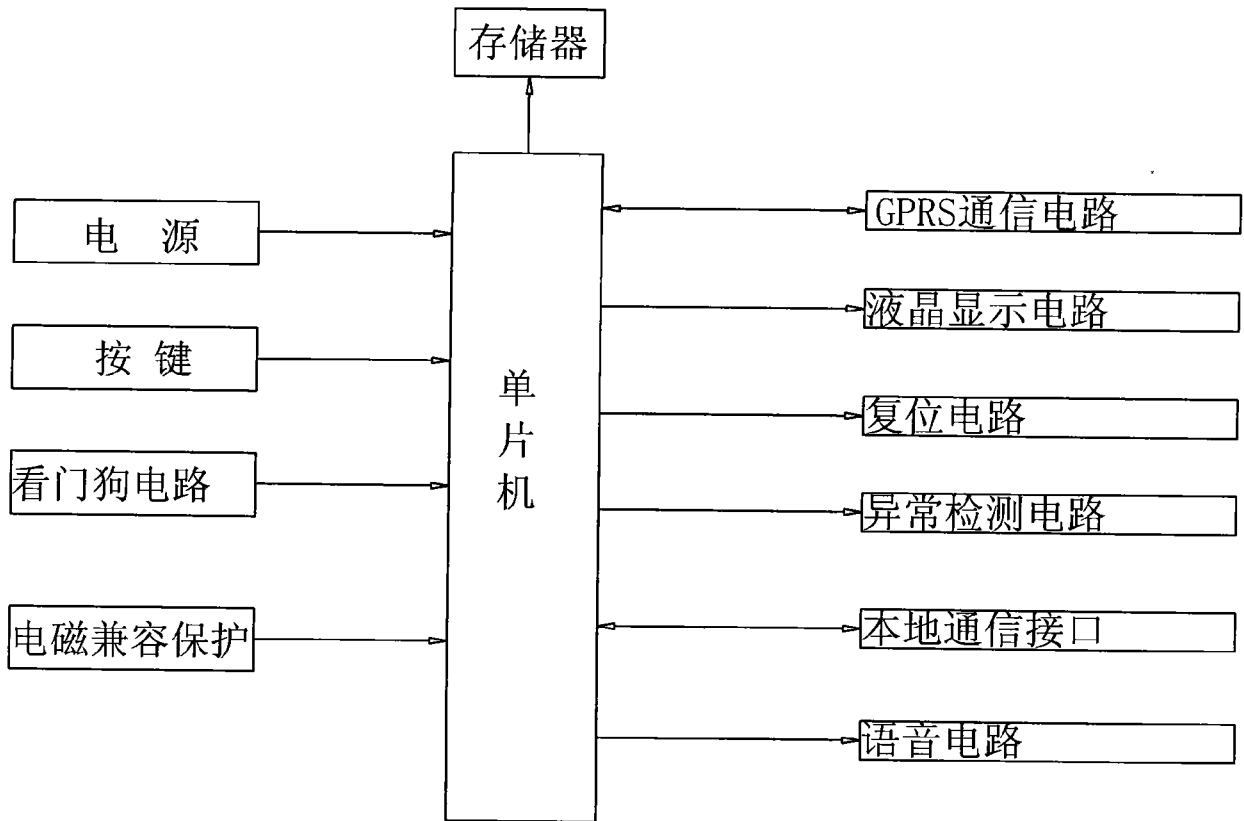 存储器
电 源
按 键
看门狗电路
电磁兼容保护
单
片
机
GPRS通信电路
液晶显示电路
复位电路
异常检测电路
本地通信接口
语音电路